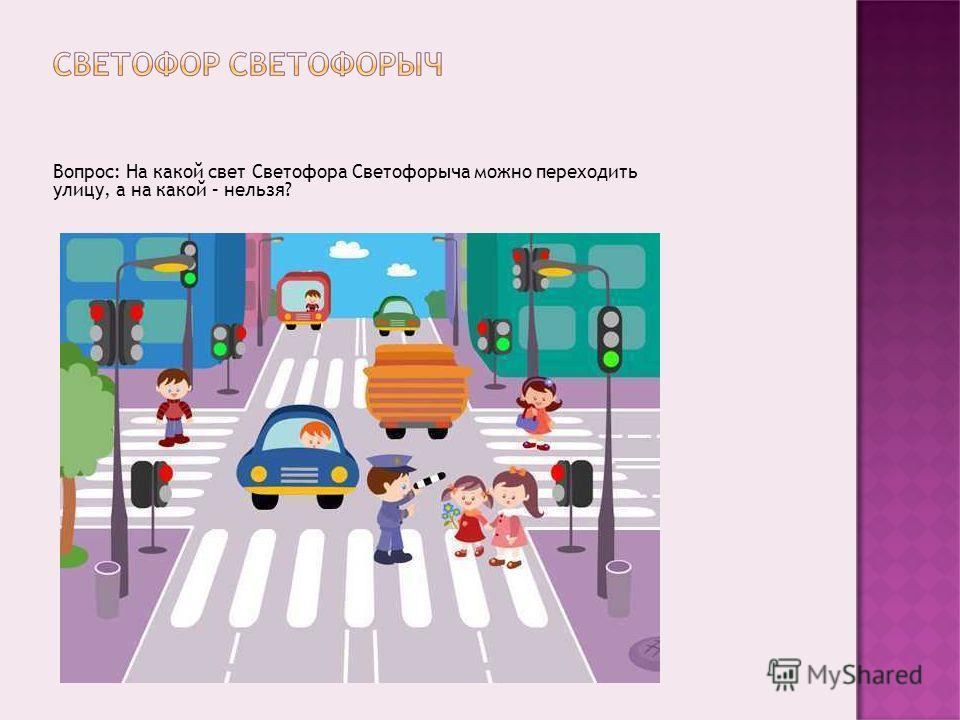 СВЕТОФОР СВЕТОФОРЫЧ
Вопрос: На какой свет Светофора Светофорыча можно переходить
улицу, а на какой – нельзя?
MyShared